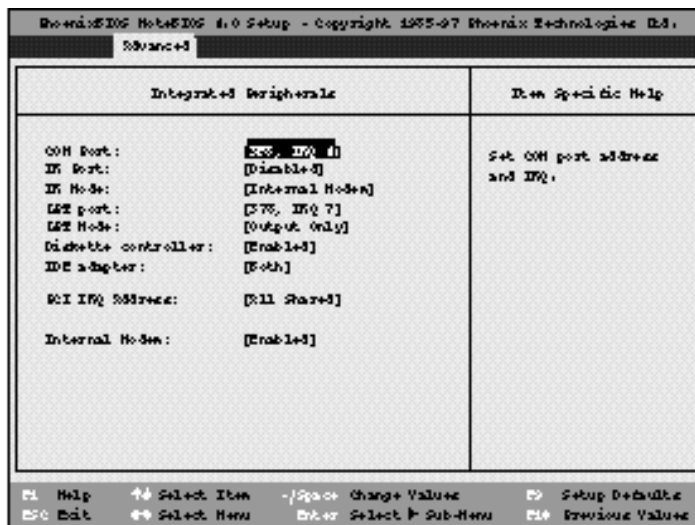 PhoenixBIOS NoteBIOS 4.0 Setup - Copyright 1985-97 Phoenix Technologies Ltd.
Advanced
Integrated Peripherals
Item Specific Help
COM Port: IRQ
IR Port: [Disabled]
IR Mode: [Internal Modem]
LPT port: [378, IRQ 7]
LPT Mode: [Output Only]
Diskette controller: [Enabled]
IDE adapter: [Both]
PCI IRQ Address: [All Shared]
Internal Modem: [Enabled]
Set COM port address
and IRQ.
F1 Help ↑↓ Select Item -/Space Change Values F9 Setup Defaults
ESC Exit ↔ Select Menu Enter Select ▶ Sub-Menu F10 Previous Values